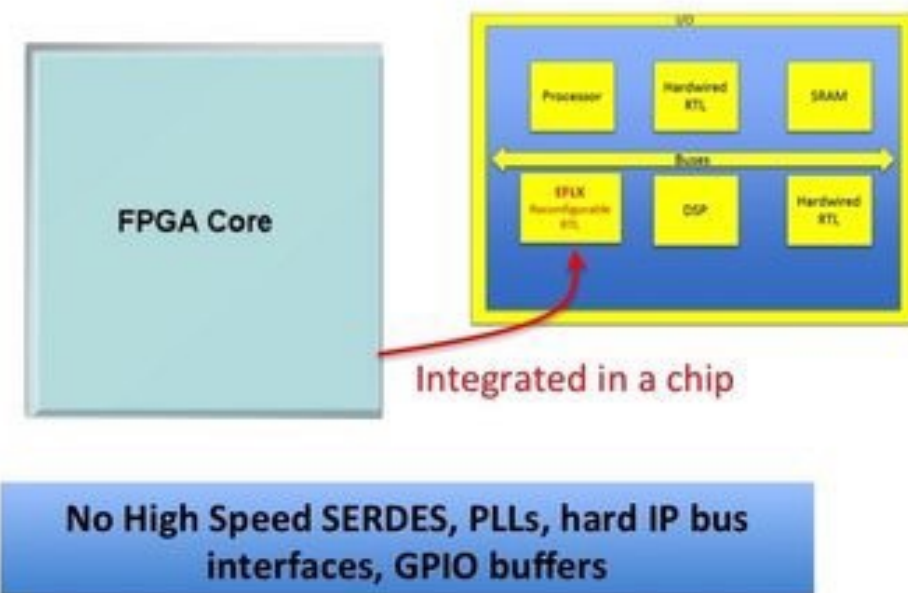 I/O
Processor
Hardwired
RTL
SRAM
Buses
EFLX
Reconfigurable
RTL
DSP
Hardwired
RTL
FPGA Core
Integrated in a chip
No High Speed SERDES, PLLs, hard IP bus
interfaces, GPIO buffers